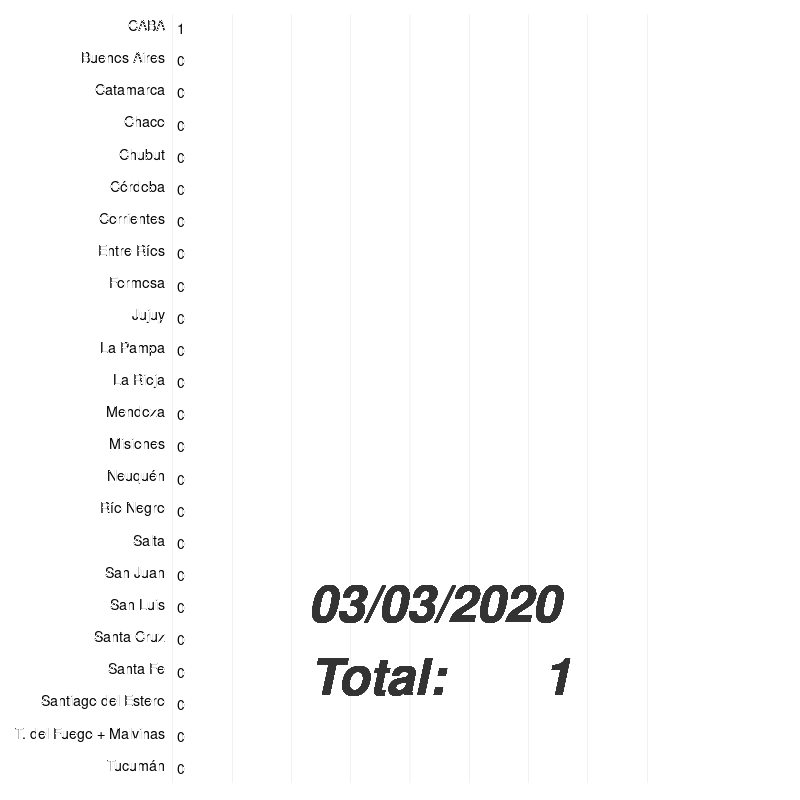 CABA 1
Buenos Aires 0
Catamarca 0
Chaco 0
Chubut 0
Córdoba 0
Corrientes 0
Entre Ríos 0
Formosa 0
Jujuy 0
La Pampa 0
La Rioja 0
Mendoza 0
Misiones 0
Neuquén 0
Río Negro 0
Salta 0
San Juan 0
San Luis 0
Santa Cruz 0
Santa Fe 0
Santiago del Estero 0
T. del Fuego + Malvinas 0
Tucumán 0
03/03/2020
Total: 1